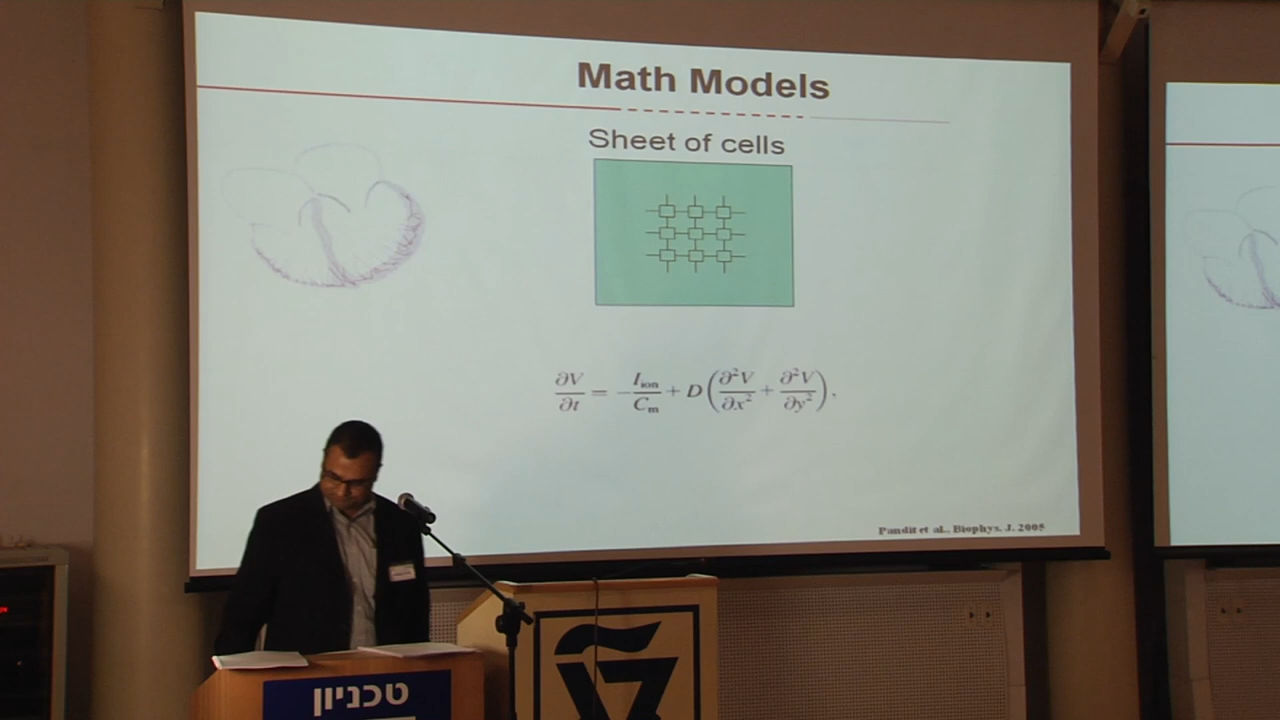 Math Models
Sheet of cells
∂V/∂t = −I_ion/C_m + D(∂²V/∂x² + ∂²V/∂y²),
Pandit et al., Biophys. J. 2005
טכניון